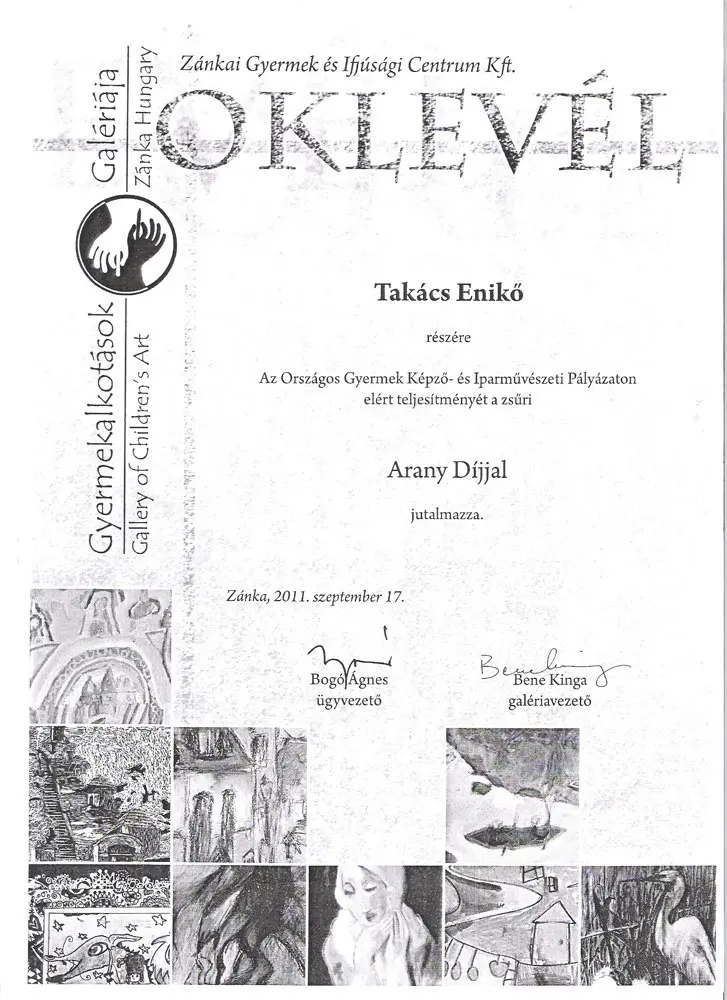 Zánkai Gyermek és Ifjúsági Centrum Kft.
OKLEVÉL
Gyermekalkotások Galériája
Gallery of Children's Art Zánka Hungary
Takács Enikő
részére
Az Országos Gyermek Képző- és Iparművészeti Pályázaton
elért teljesítményét a zsűri
Arany Díjjal
jutalmazza.
Zánka, 2011. szeptember 17.
Bogó Ágnes
ügyvezető
Bene Kinga
galériavezető